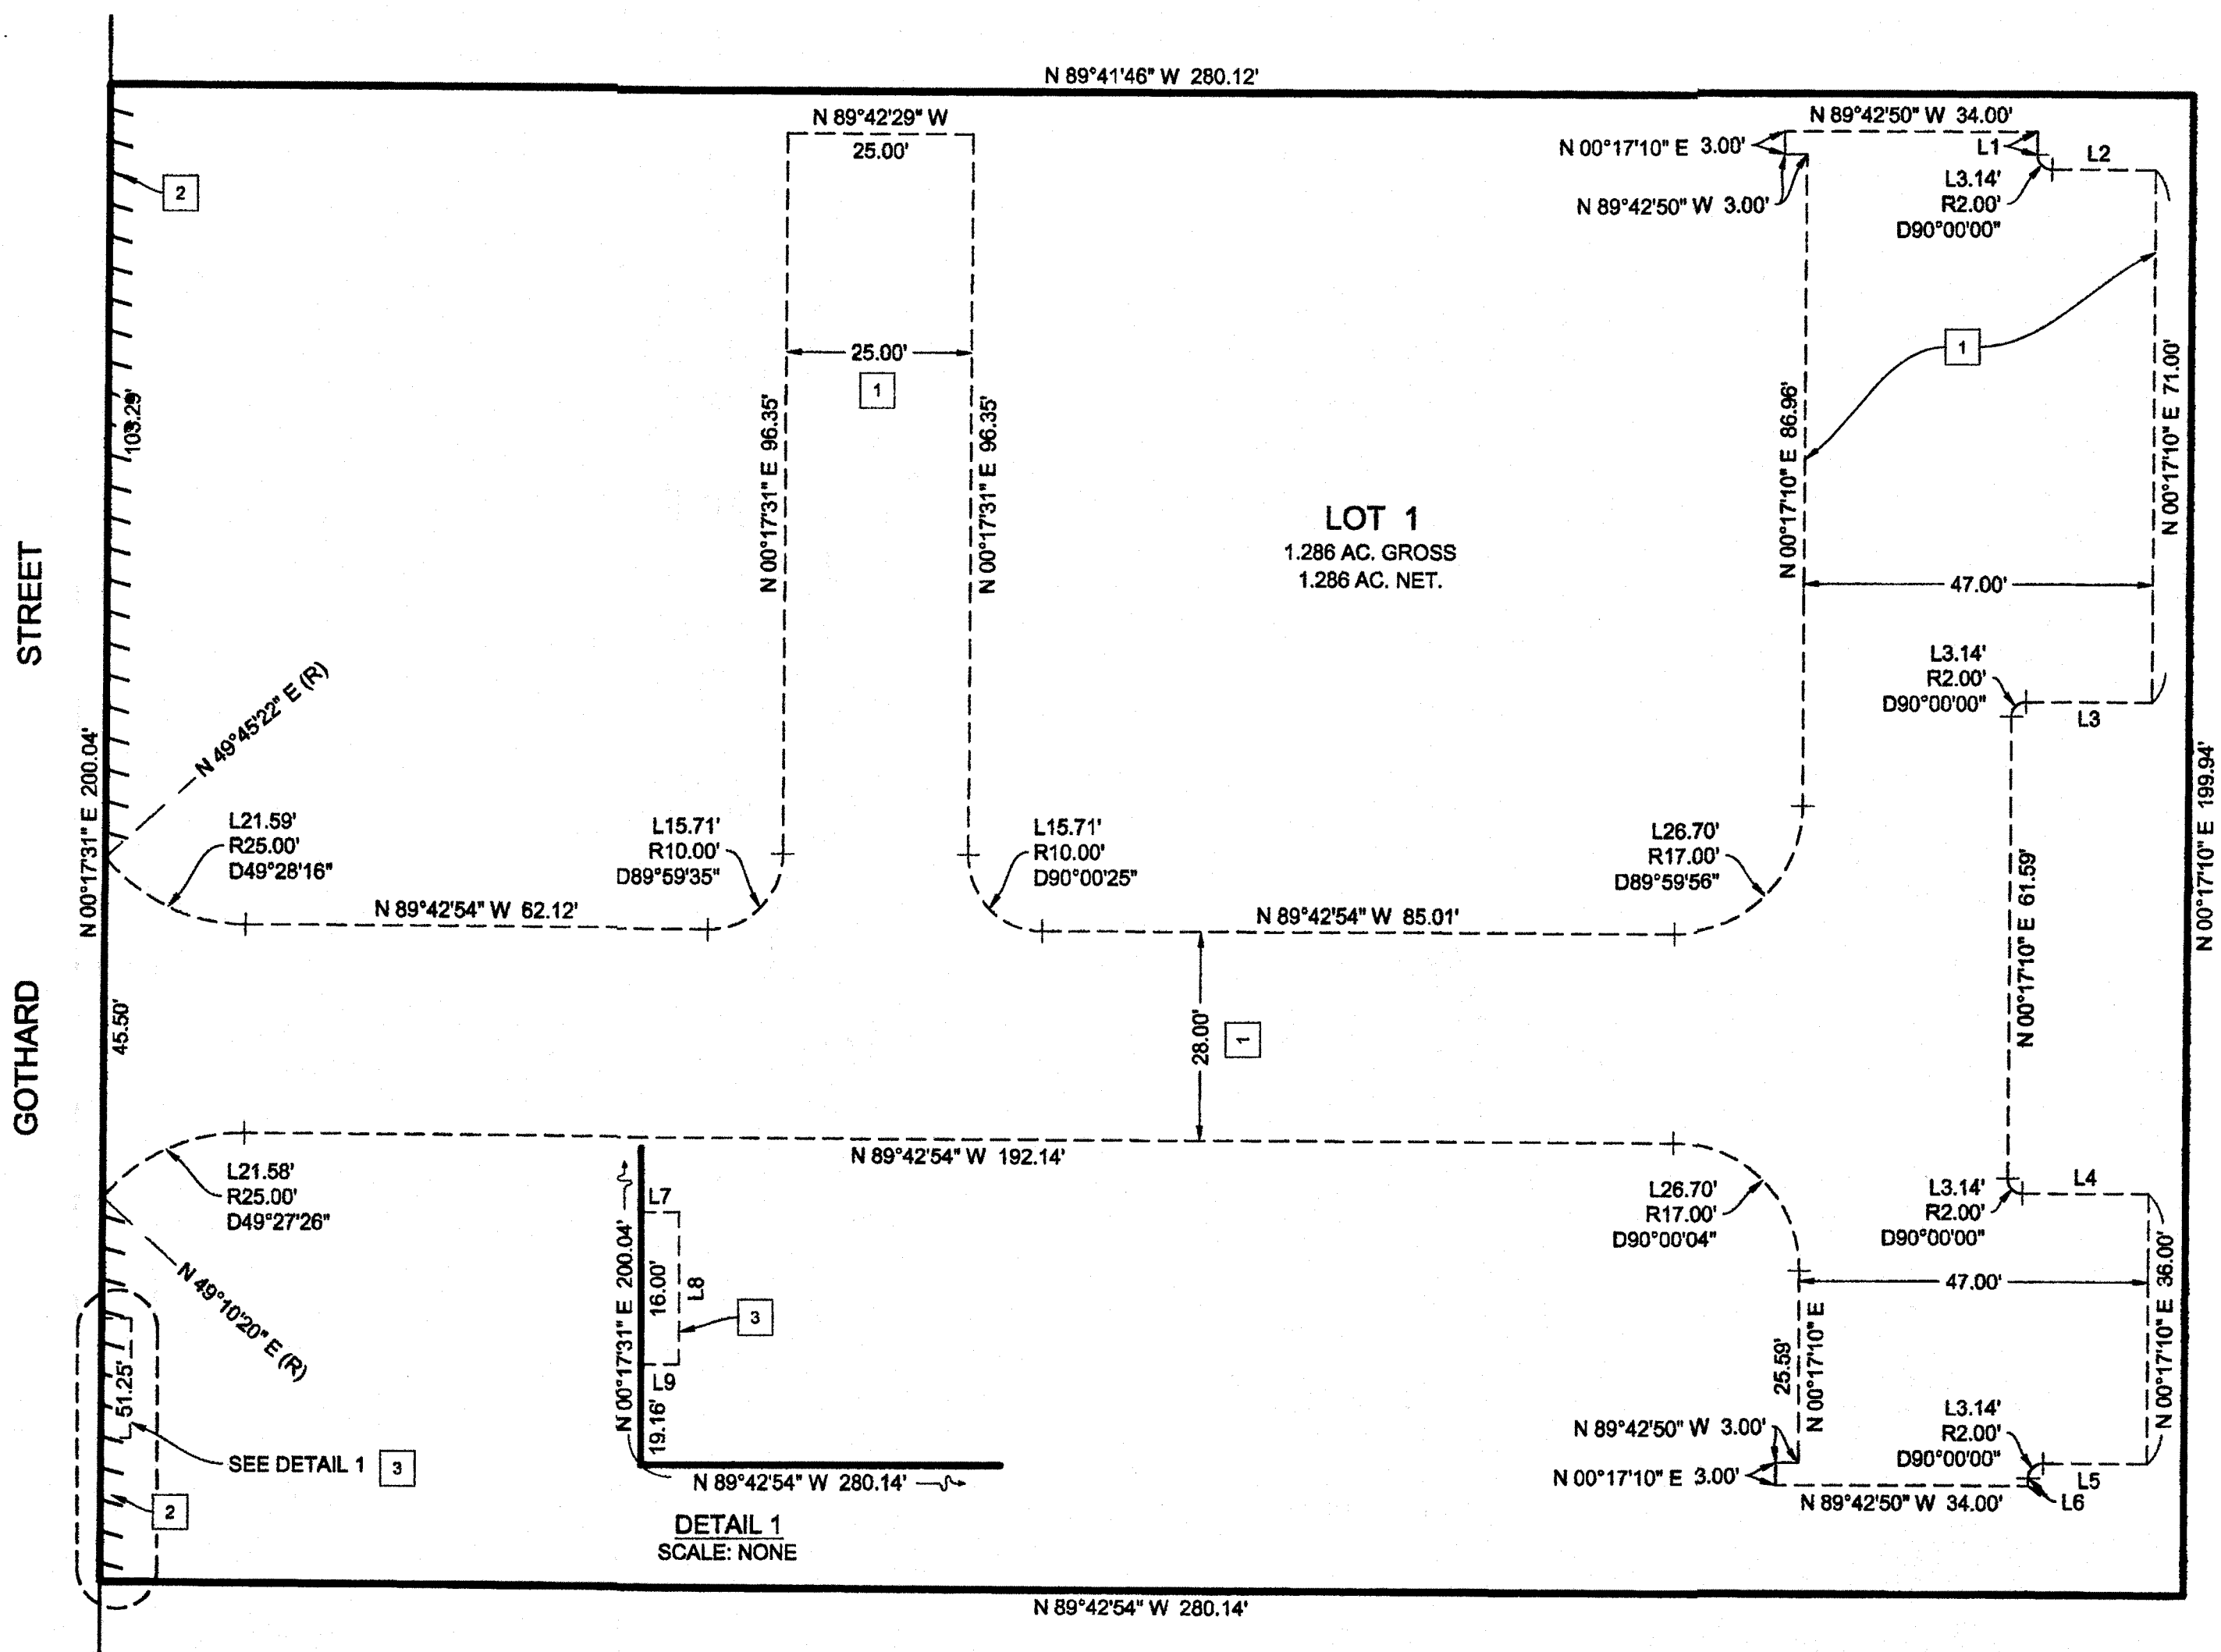 N 89°41'46" W 280.12'
N 89°42'29" W
25.00'
N 89°42'50" W 34.00'
N 00°17'10" E 3.00'
L1
L2
N 89°42'50" W 3.00'
L3.14'
R2.00'
D90°00'00"
2
25.00'
1
1
103.29'
N 00°17'31" E 96.35'
N 00°17'31" E 96.35'
N 00°17'10" E 86.96'
N 00°17'10" E 71.00'
LOT 1
1.286 AC. GROSS
1.286 AC. NET.
47.00'
STREET
GOTHARD
N 49°45'22" E (R)
L3.14'
R2.00'
D90°00'00"
L3
N 00°17'31" E 200.04'
L21.59'
R25.00'
D49°28'16"
L15.71'
R10.00'
D89°59'35"
L15.71'
R10.00'
D90°00'25"
L26.70'
R17.00'
D89°59'56"
N 00°17'10" E 199.94'
N 89°42'54" W 62.12'
N 89°42'54" W 85.01'
N 00°17'10" E 61.59'
45.50'
28.00'
1
N 89°42'54" W 192.14'
L21.58'
R25.00'
D49°27'26"
L26.70'
R17.00'
D90°00'04"
L3.14'
R2.00'
D90°00'00"
L4
N 49°10'20" E (R)
L7
N 00°17'31" E 200.04'
16.00'
L8
3
L9
19.16'
N 89°42'54" W 280.14'
DETAIL 1
SCALE: NONE
47.00'
N 00°17'10" E 36.00'
25.59'
N 00°17'10" E
51.25'
SEE DETAIL 1 3
2
N 89°42'50" W 3.00'
N 00°17'10" E 3.00'
L3.14'
R2.00'
D90°00'00"
L5
L6
N 89°42'50" W 34.00'
N 89°42'54" W 280.14'